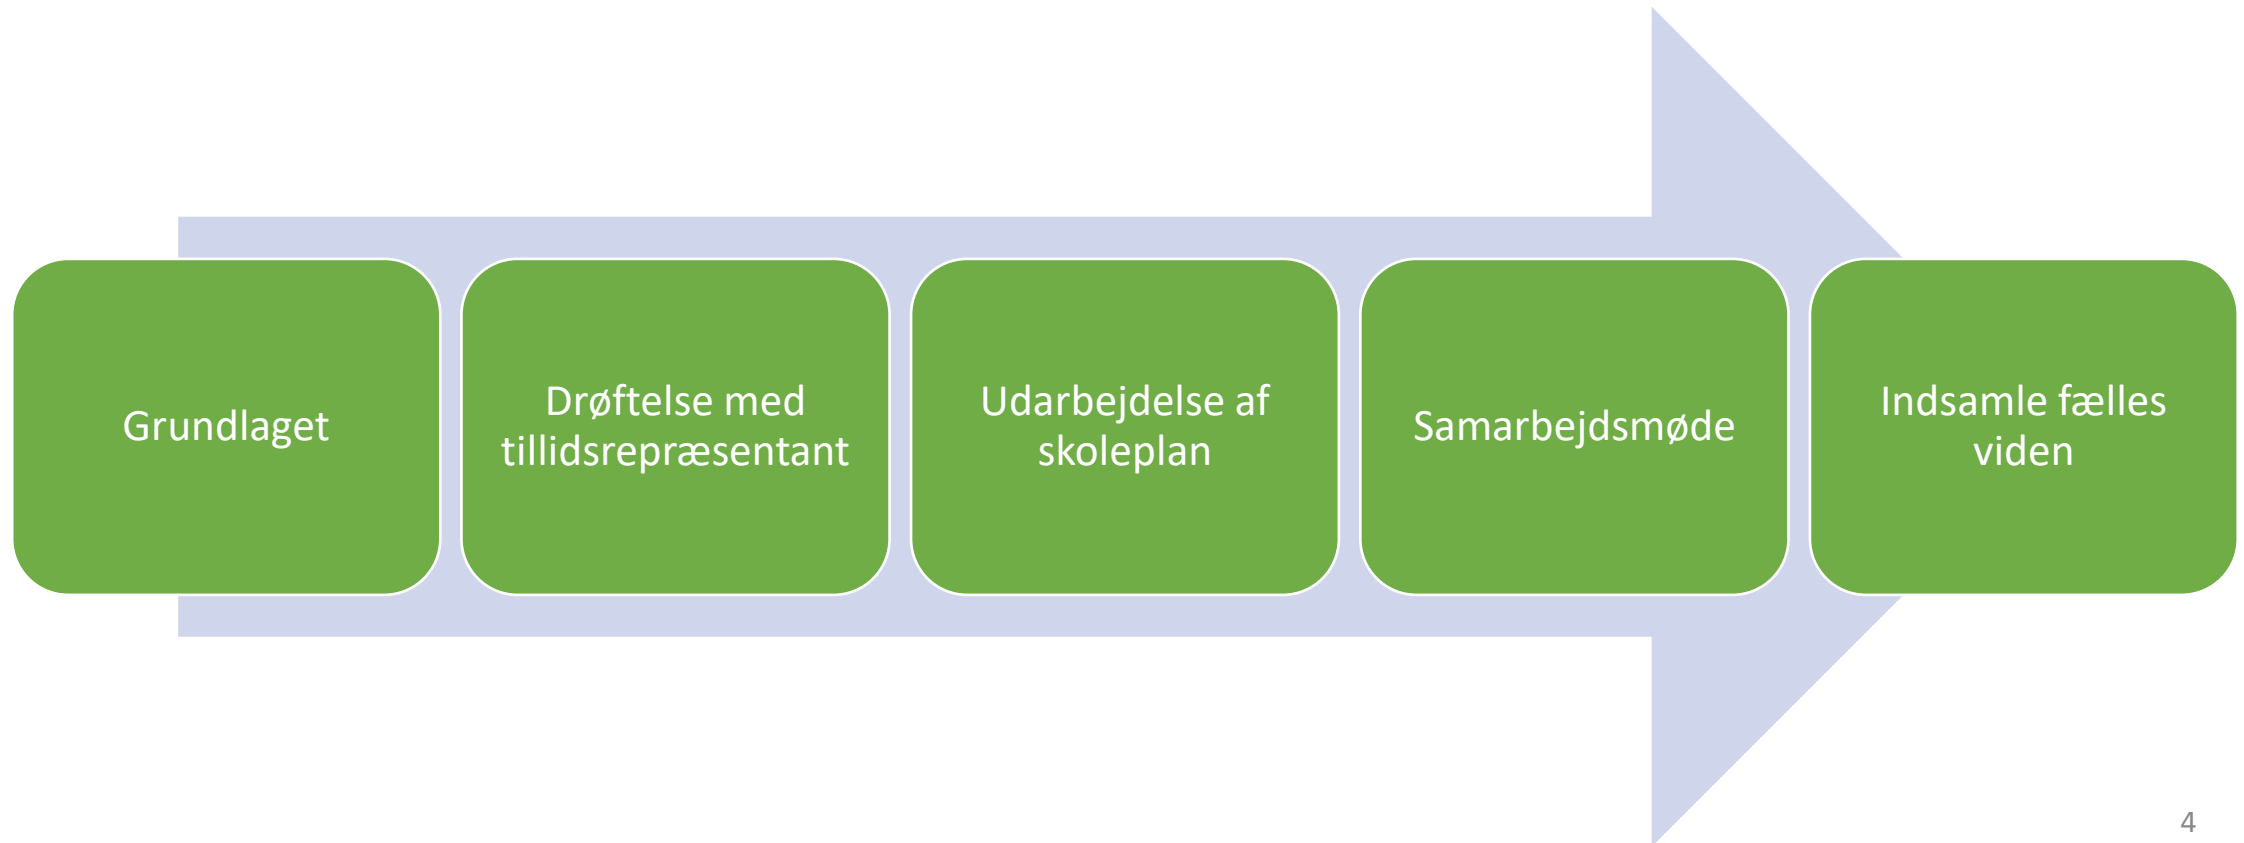 Grundlaget
Drøftelse med
tillidsrepræsentant
Udarbejdelse af
skoleplan
Samarbejdsmøde
Indsamle fælles
viden
4